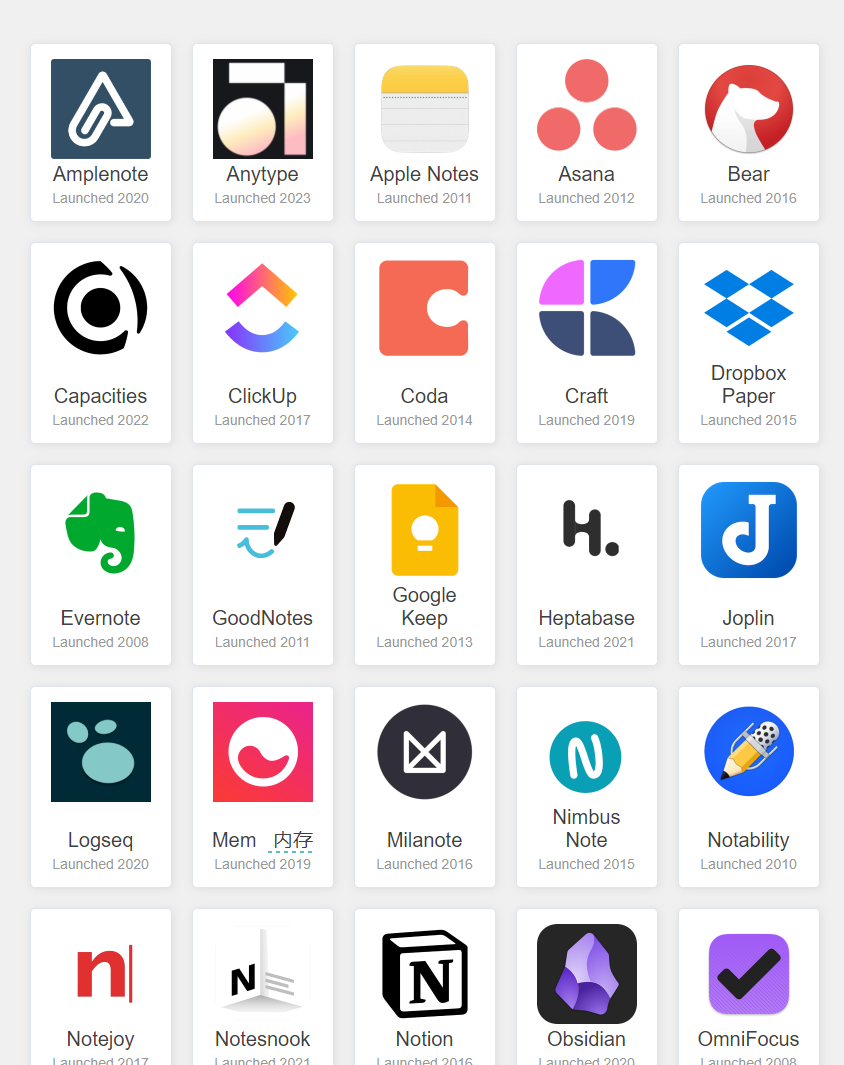 Amplenote
Launched 2020
Anytype
Launched 2023
Apple Notes
Launched 2011
Asana
Launched 2012
Bear
Launched 2016
Capacities
Launched 2022
ClickUp
Launched 2017
Coda
Launched 2014
Craft
Launched 2019
Dropbox
Paper
Launched 2015
Evernote
Launched 2008
GoodNotes
Launched 2011
Google
Keep
Launched 2013
Heptabase
Launched 2021
Joplin
Launched 2017
Logseq
Launched 2020
Mem 内存
Launched 2019
Milanote
Launched 2016
Nimbus
Note
Launched 2015
Notability
Launched 2010
Notejoy
Launched 2017
Notesnook
Launched 2021
Notion
Launched 2016
Obsidian
Launched 2020
OmniFocus
Launched 2008